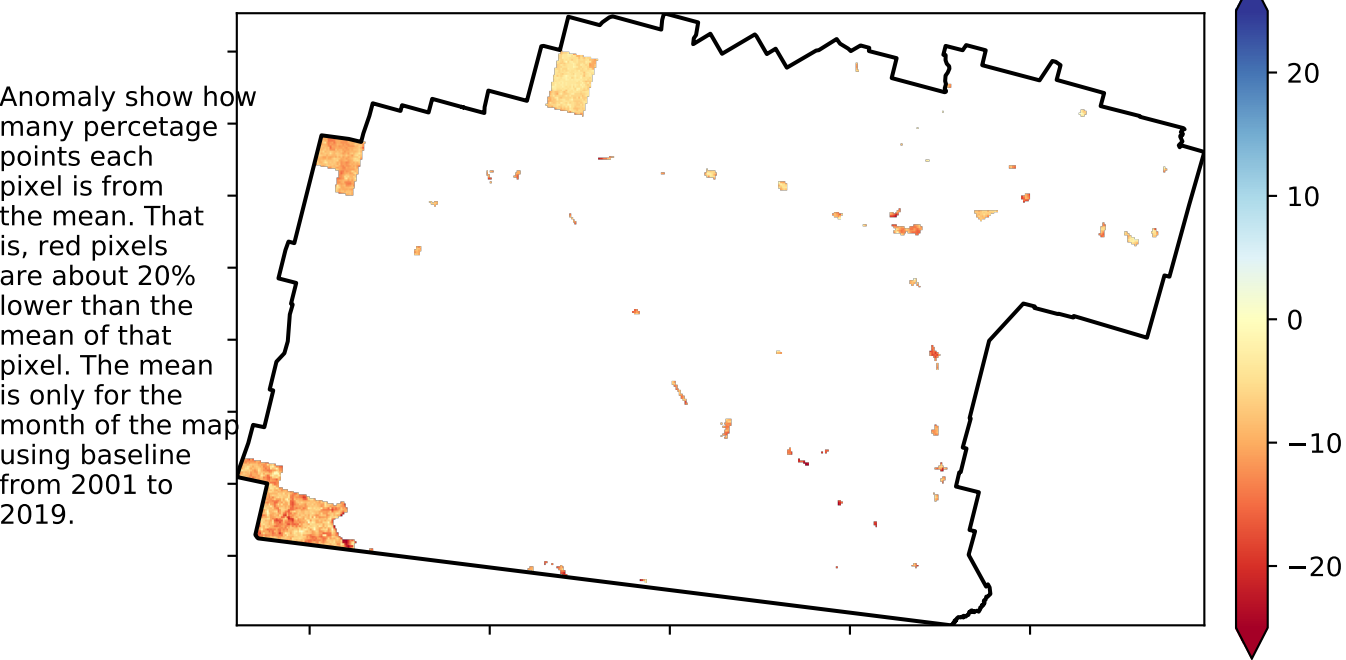 Anomaly show how
many percetage
points each
pixel is from
the mean. That
is, red pixels
are about 20%
lower than the
mean of that
pixel. The mean
is only for the
month of the map
using baseline
from 2001 to
2019.
20
10
0
−10
−20